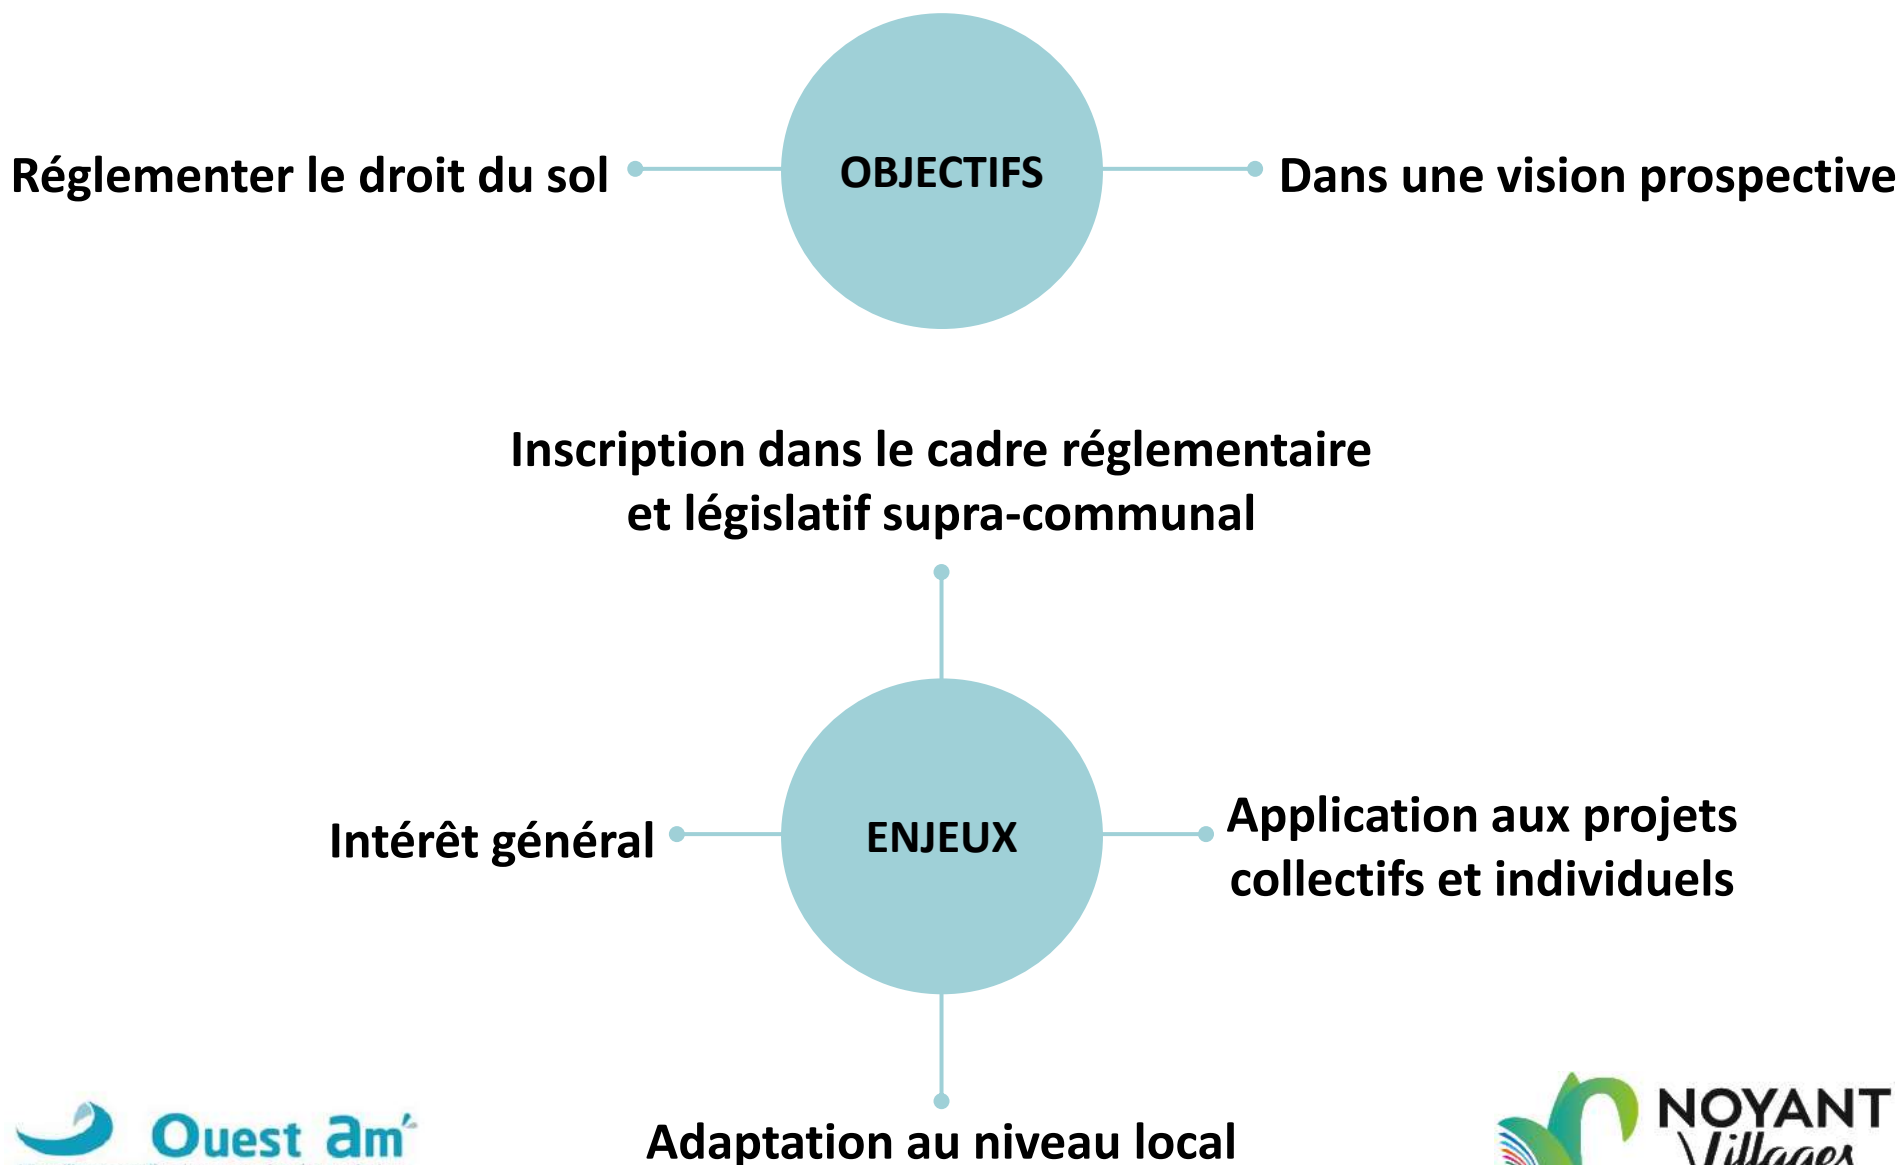 Réglementer le droit du sol
OBJECTIFS
Dans une vision prospective
Inscription dans le cadre réglementaire
et législatif supra-communal
Intérêt général
ENJEUX
Application aux projets
collectifs et individuels
Adaptation au niveau local
Ouest am'
NOYANT
Villages